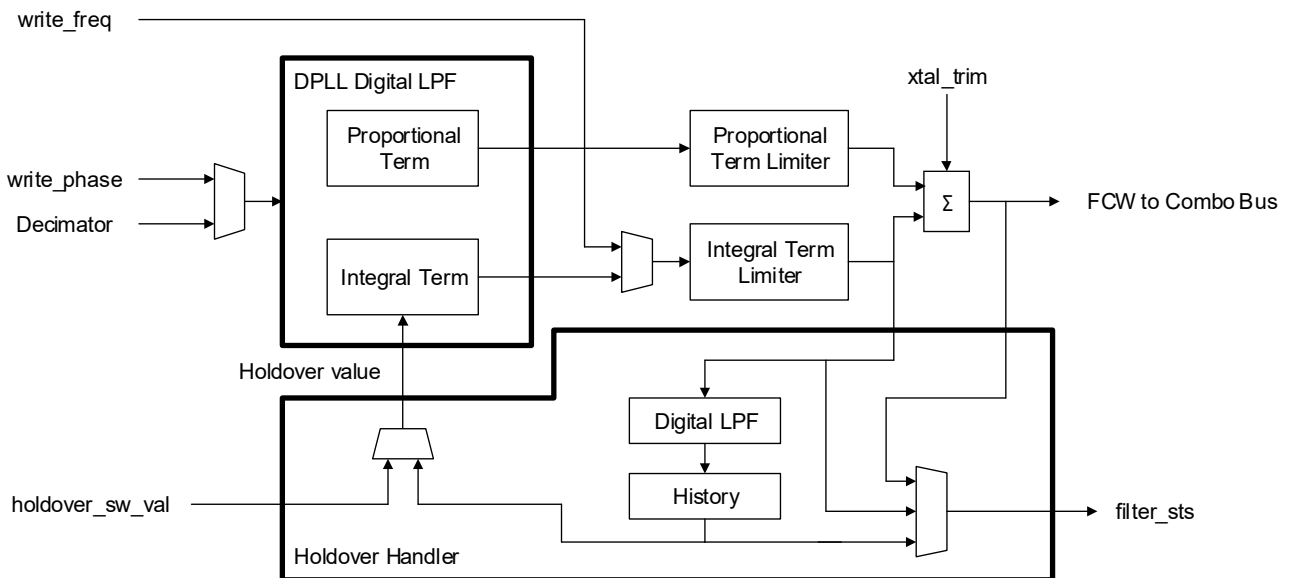 write_freq
DPLL Digital LPF
xtal_trim
Proportional
Term
Proportional
Term Limiter
write_phase
Decimator
Σ
FCW to Combo Bus
Integral Term
Integral Term
Limiter
Holdover value
Digital LPF
History
holdover_sw_val
filter_sts
Holdover Handler